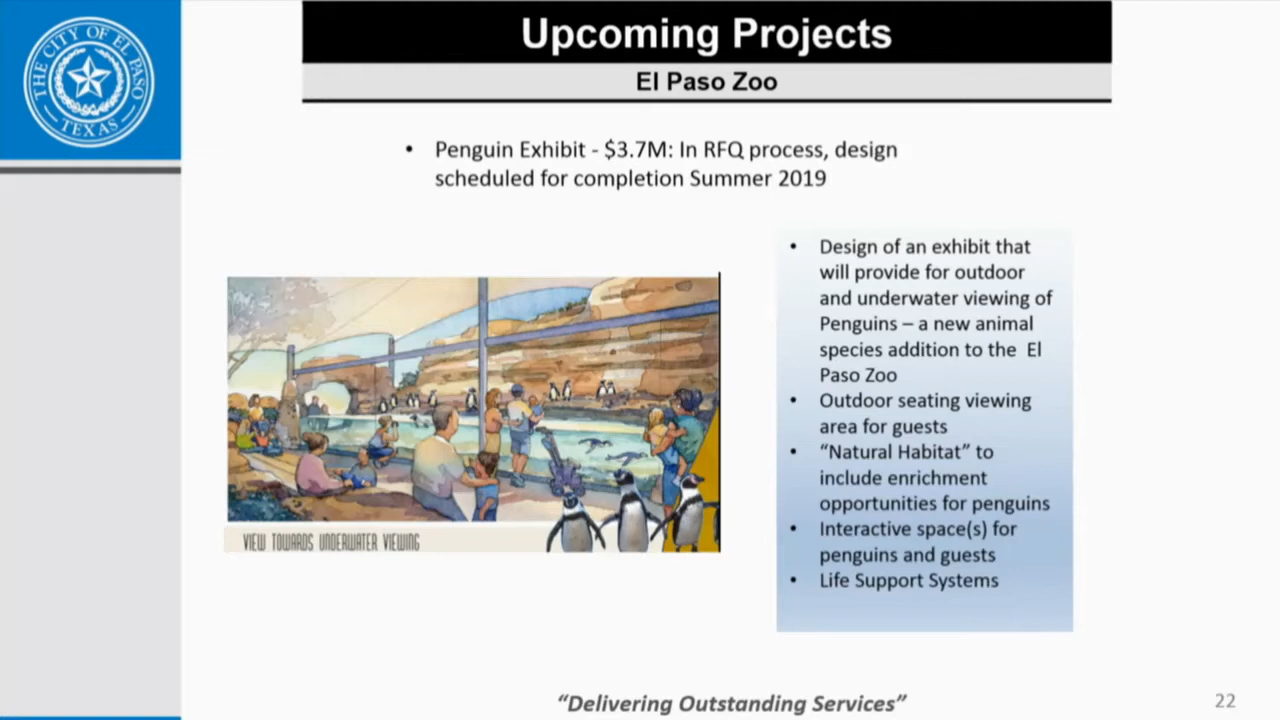 THE CITY OF EL PASO
TEXAS
Upcoming Projects
El Paso Zoo
• Penguin Exhibit - $3.7M: In RFQ process, design
scheduled for completion Summer 2019
VIEW TOWARDS UNDERWATER VIEWING
• Design of an exhibit that
will provide for outdoor
and underwater viewing of
Penguins – a new animal
species addition to the El
Paso Zoo
• Outdoor seating viewing
area for guests
• “Natural Habitat” to
include enrichment
opportunities for penguins
• Interactive space(s) for
penguins and guests
• Life Support Systems
“Delivering Outstanding Services”
22